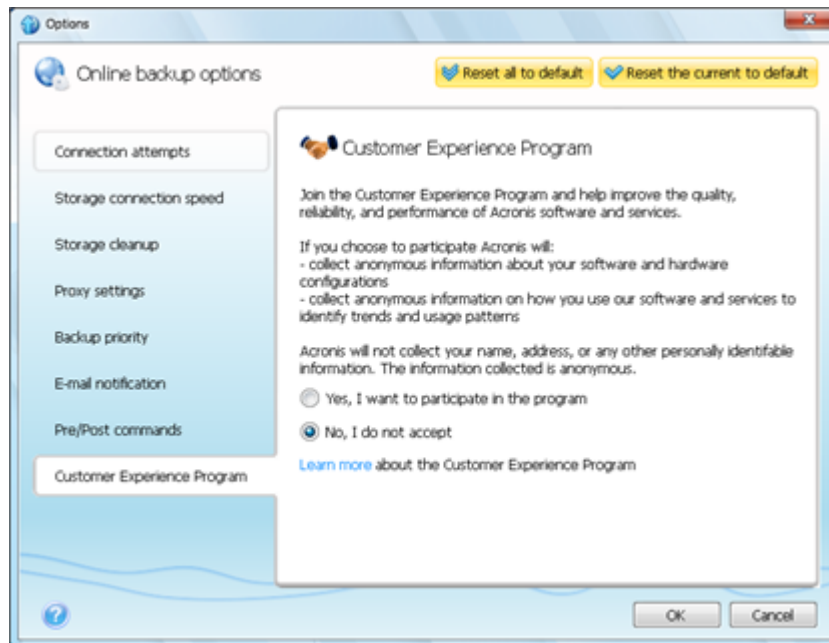 Options
Online backup options
Reset all to default
Reset the current to default
Connection attempts
Storage connection speed
Storage cleanup
Proxy settings
Backup priority
E-mail notification
Pre/Post commands
Customer Experience Program
Customer Experience Program
Join the Customer Experience Program and help improve the quality,
reliability, and performance of Acronis software and services.
If you choose to participate Acronis will:
- collect anonymous information about your software and hardware
configurations
- collect anonymous information on how you use our software and services to
identify trends and usage patterns
Acronis will not collect your name, address, or any other personally identifable
information. The information collected is anonymous.
Yes, I want to participate in the program
No, I do not accept
Learn more about the Customer Experience Program
?
OK
Cancel